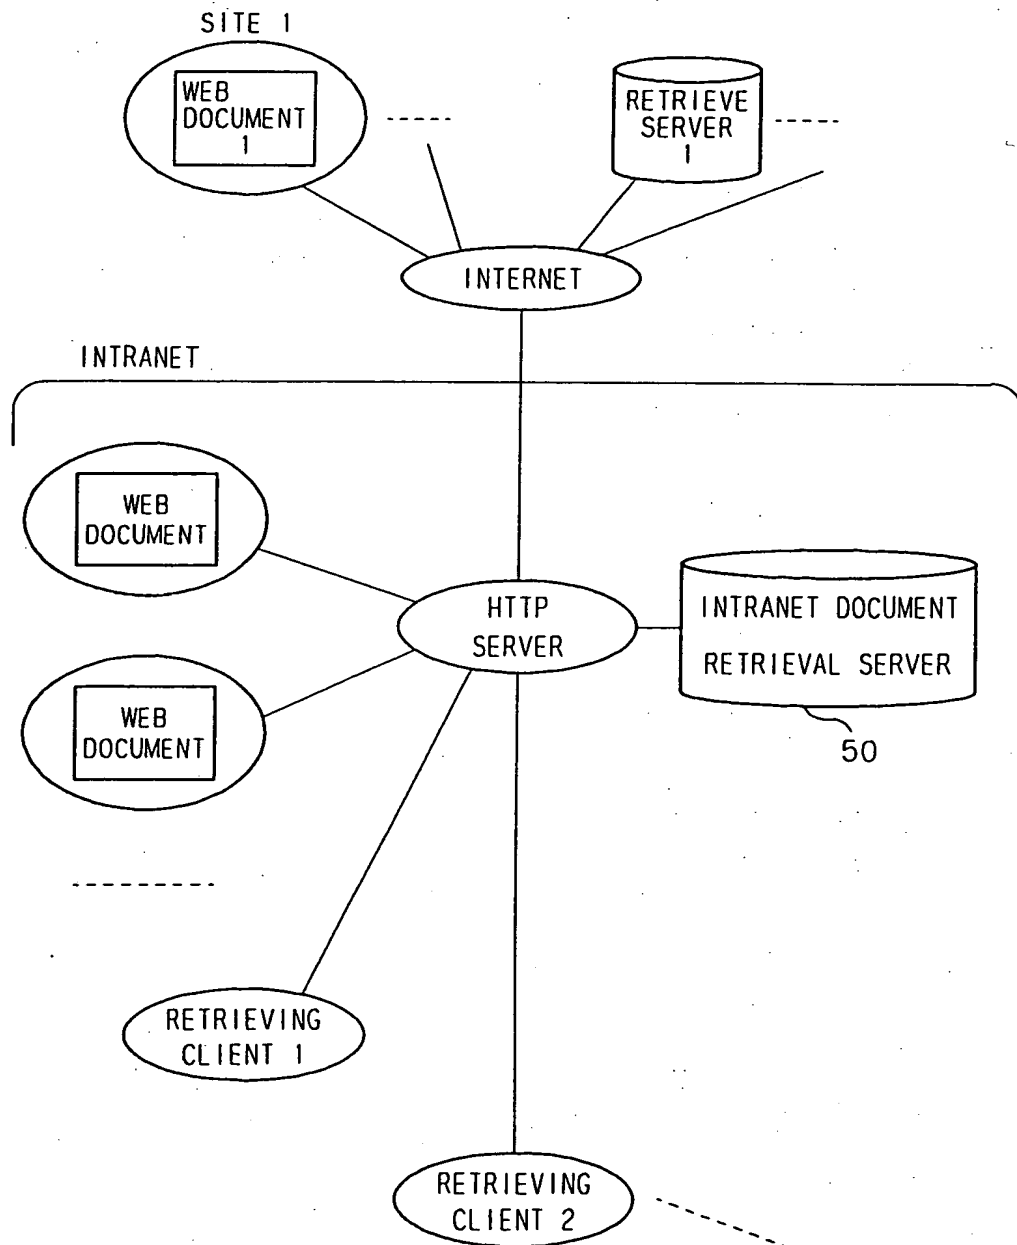 SITE 1
WEB
DOCUMENT
1
RETRIEVE
SERVER
1
INTERNET
INTRANET
WEB
DOCUMENT
HTTP
SERVER
INTRANET DOCUMENT
RETRIEVAL SERVER
50
WEB
DOCUMENT
RETRIEVING
CLIENT 1
RETRIEVING
CLIENT 2